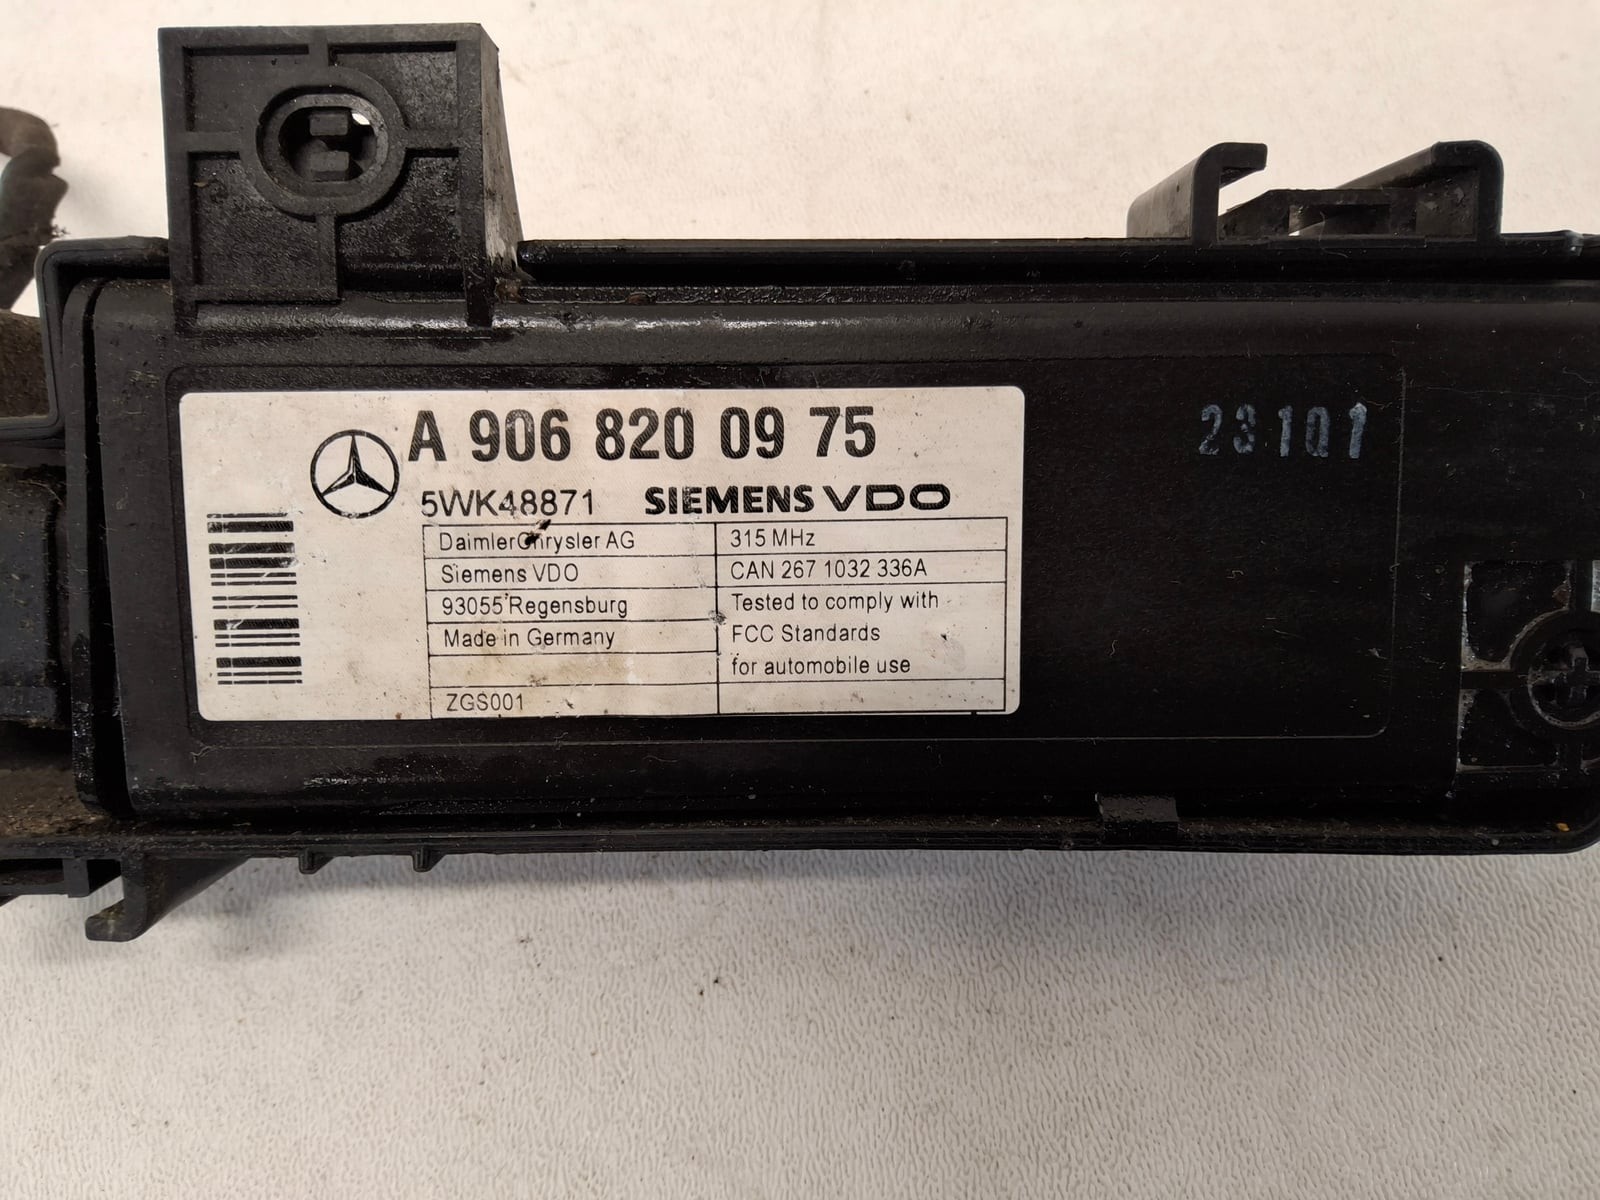 A 906 820 09 75
5WK48871 SIEMENS VDO
DaimlerChrysler AG
Siemens VDO
93055 Regensburg
Made in Germany
ZGS001
315 MHz
CAN 267 1032 336A
Tested to comply with
FCC Standards
for automobile use
23101